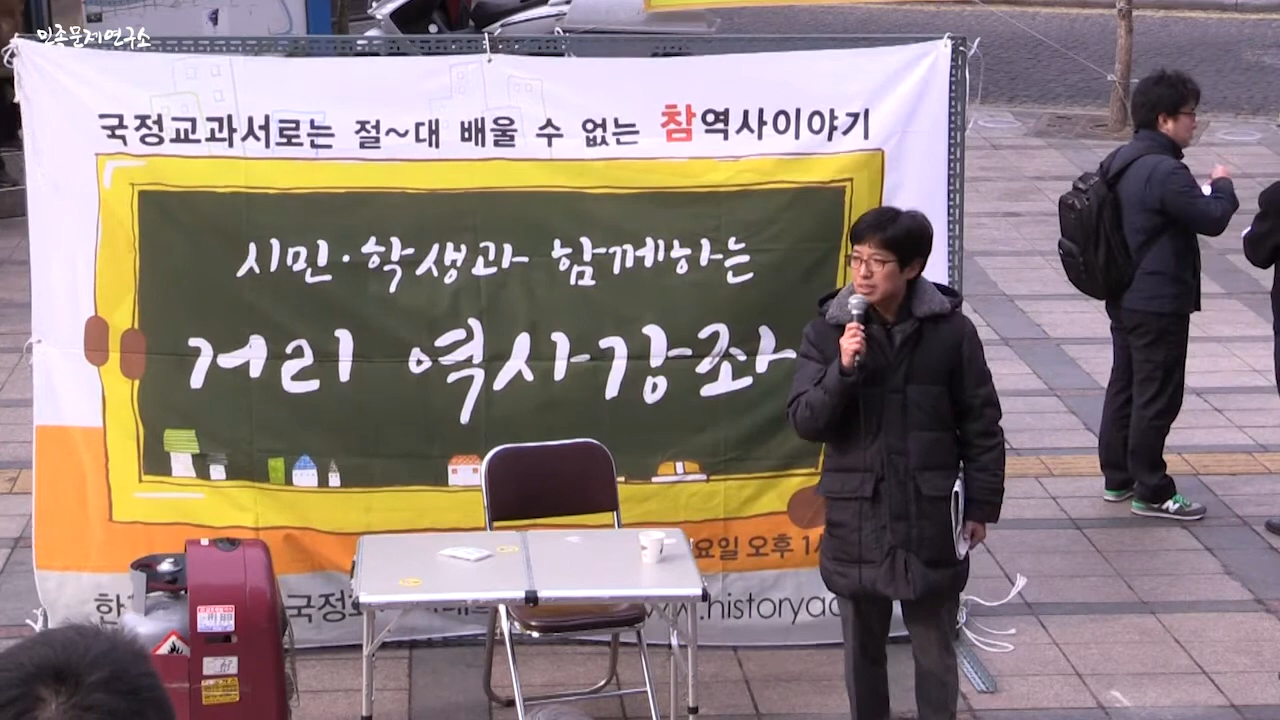 민족문제연구소
국정교과서로는 절~대 배울 수 없는 참역사이야기
시민·학생과 함께하는
거리 역사강좌
요일 오후 1
국정
.historya